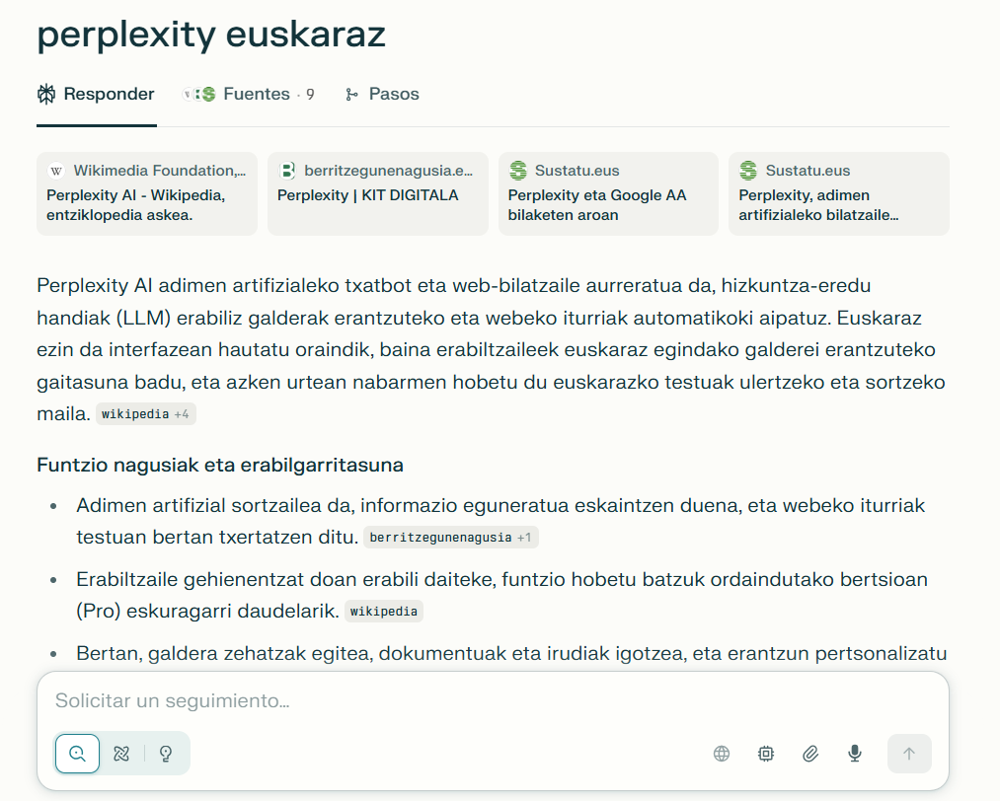 perplexity euskaraz
Responder
Fuentes · 9
Pasos
Wikimedia Foundation,...
Perplexity AI - Wikipedia,
entziklopedia askea.
berritzegunenagusia.e...
Perplexity | KIT DIGITALA
Sustatu.eus
Perplexity eta Google AA
bilaketen aroan
Sustatu.eus
Perplexity, adimen
artifizialeko bilatzaile...
Perplexity AI adimen artifizialeko txatbot eta web-bilatzaile aurreratua da, hizkuntza-eredu
handiak (LLM) erabiliz galderak erantzuteko eta webeko iturriak automatikoki aipatuz. Euskaraz
ezin da interfazean hautatu oraindik, baina erabiltzaileek euskaraz egindako galderei erantzuteko
gaitasuna badu, eta azken urtean nabarmen hobetu du euskarazko testuak ulertzeko eta sortzeko
maila. wikipedia +4
Funtzio nagusiak eta erabilgarritasuna
• Adimen artifizial sortzailea da, informazio eguneratua eskaintzen duena, eta webeko iturriak
testuan bertan txertatzen ditu. berritzegunenagusia +1
• Erabiltzaile gehienentzat doan erabili daiteke, funtzio hobetu batzuk ordaindutako bertsioan
(Pro) eskuragarri daudelarik. wikipedia
• Bertan, galdera zehatzak egitea, dokumentuak eta irudiak igotzea, eta erantzun pertsonalizatu
Solicitar un seguimiento...